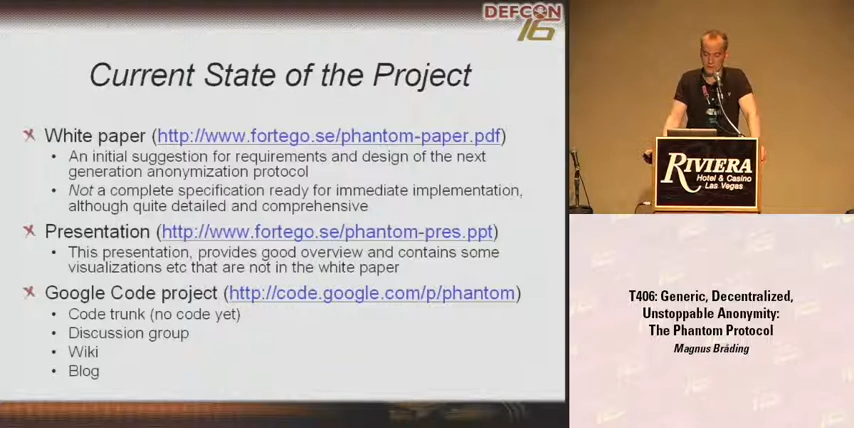 DEFCON
16
Current State of the Project
White paper (http://www.fortego.se/phantom-paper.pdf)
• An initial suggestion for requirements and design of the next
generation anonymization protocol
• Not a complete specification ready for immediate implementation,
although quite detailed and comprehensive
Presentation (http://www.fortego.se/phantom-pres.ppt)
• This presentation, provides good overview and contains some
visualizations etc that are not in the white paper
Google Code project (http://code.google.com/p/phantom)
• Code trunk (no code yet)
• Discussion group
• Wiki
• Blog
RIVIERA
Hotel & Casino
Las Vegas
T406: Generic, Decentralized,
Unstoppable Anonymity:
The Phantom Protocol
Magnus Bråding